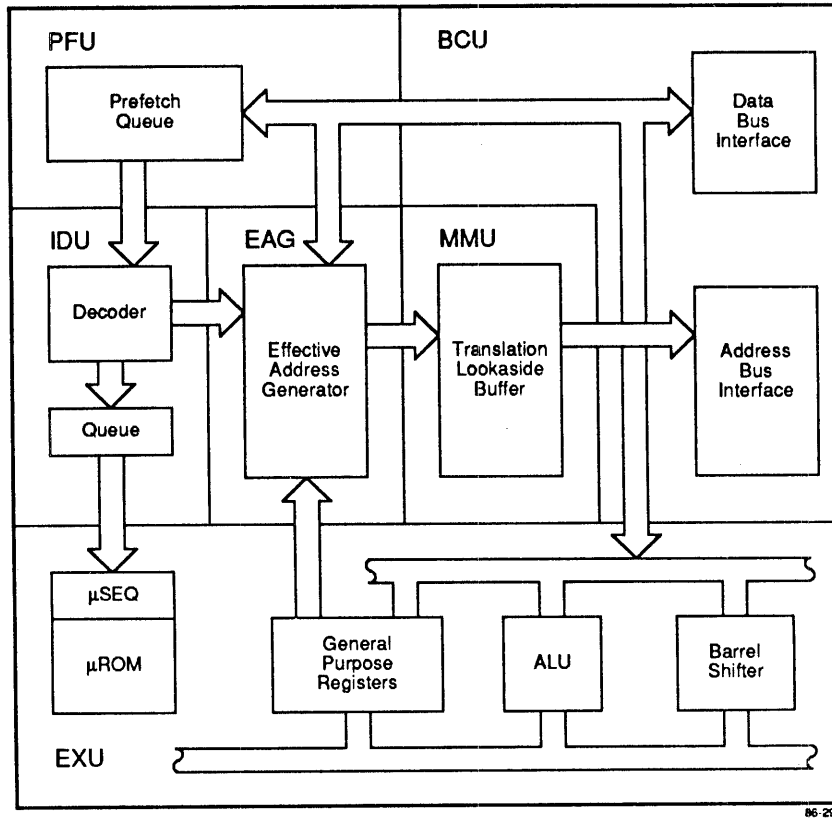 PFU
BCU
Prefetch
Queue
Data
Bus
Interface
IDU
EAG
MMU
Decoder
Effective
Address
Generator
Translation
Lookaside
Buffer
Address
Bus
Interface
Queue
µSEQ
µROM
General
Purpose
Registers
ALU
Barrel
Shifter
EXU